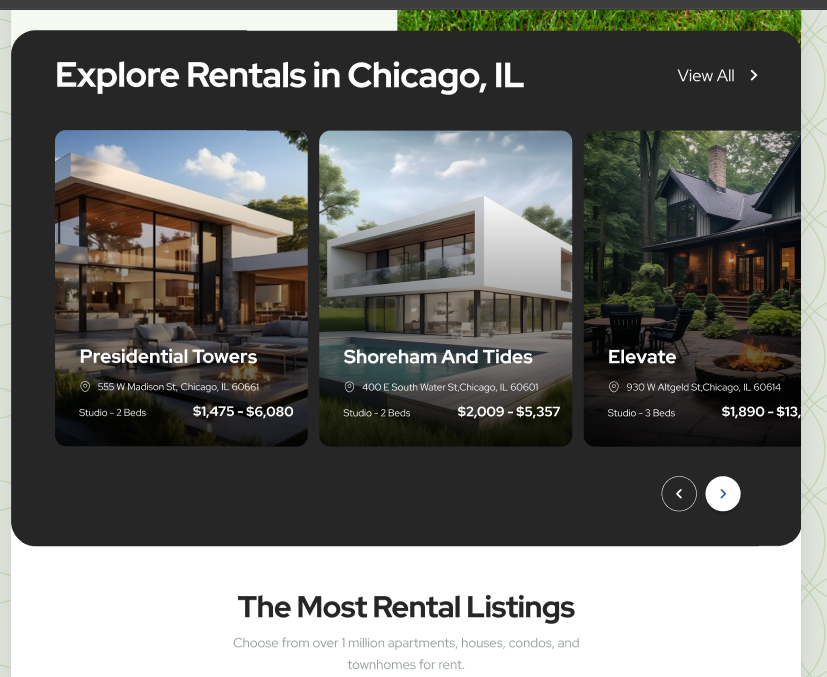 Explore Rentals in Chicago, IL
View All
Presidential Towers
555 W Madison St, Chicago, IL 60661
Studio - 2 Beds
$1,475 - $6,080
Shoreham And Tides
400 E South Water St,Chicago, IL 60601
Studio - 2 Beds
$2,009 - $5,357
Elevate
930 W Altgeld St,Chicago, IL 60614
Studio - 3 Beds
$1,890 - $13,
The Most Rental Listings
Choose from over 1 million apartments, houses, condos, and
townhomes for rent.